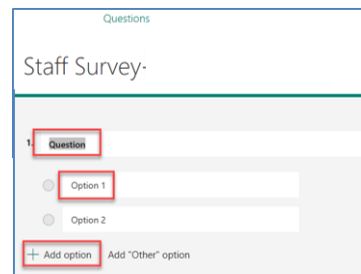 Questions
Staff Survey-
1. Question
Option 1
Option 2
+ Add option Add "Other" option